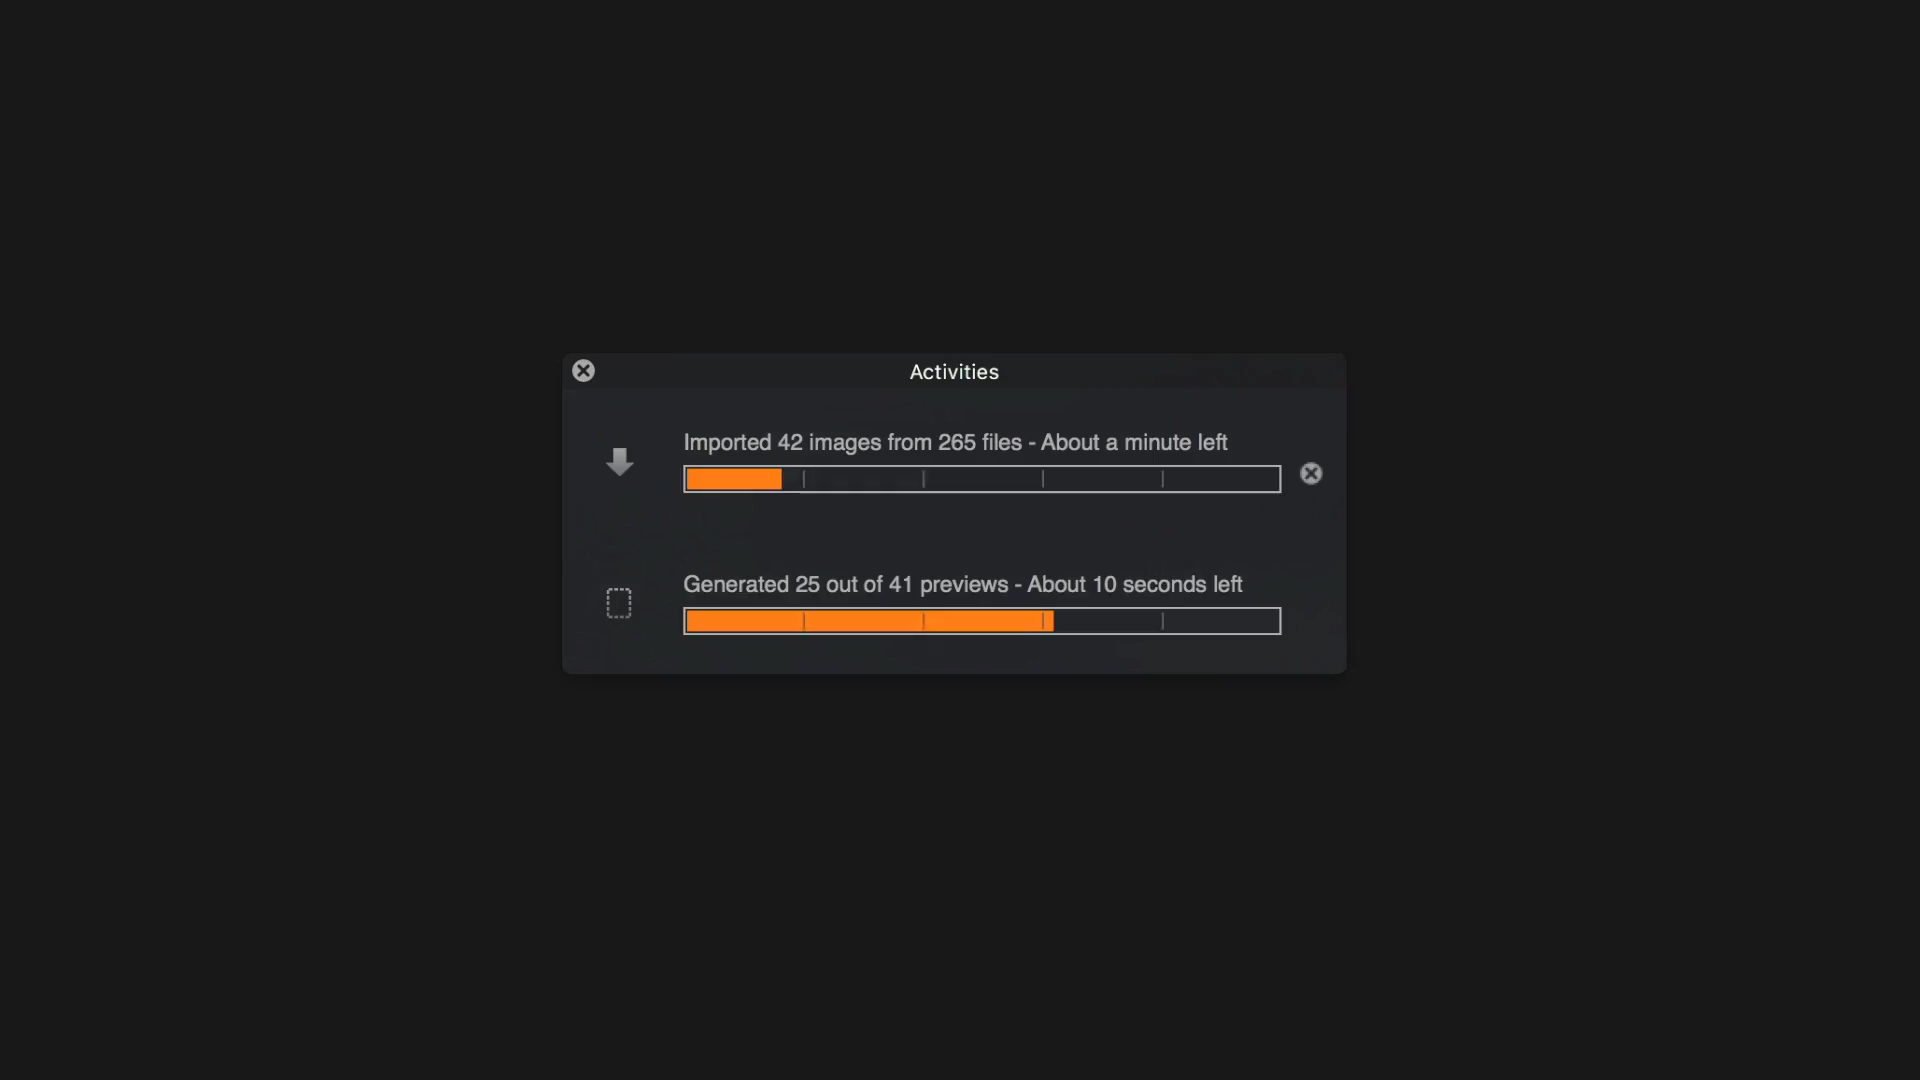 Activities
Imported 42 images from 265 files - About a minute left
Generated 25 out of 41 previews - About 10 seconds left